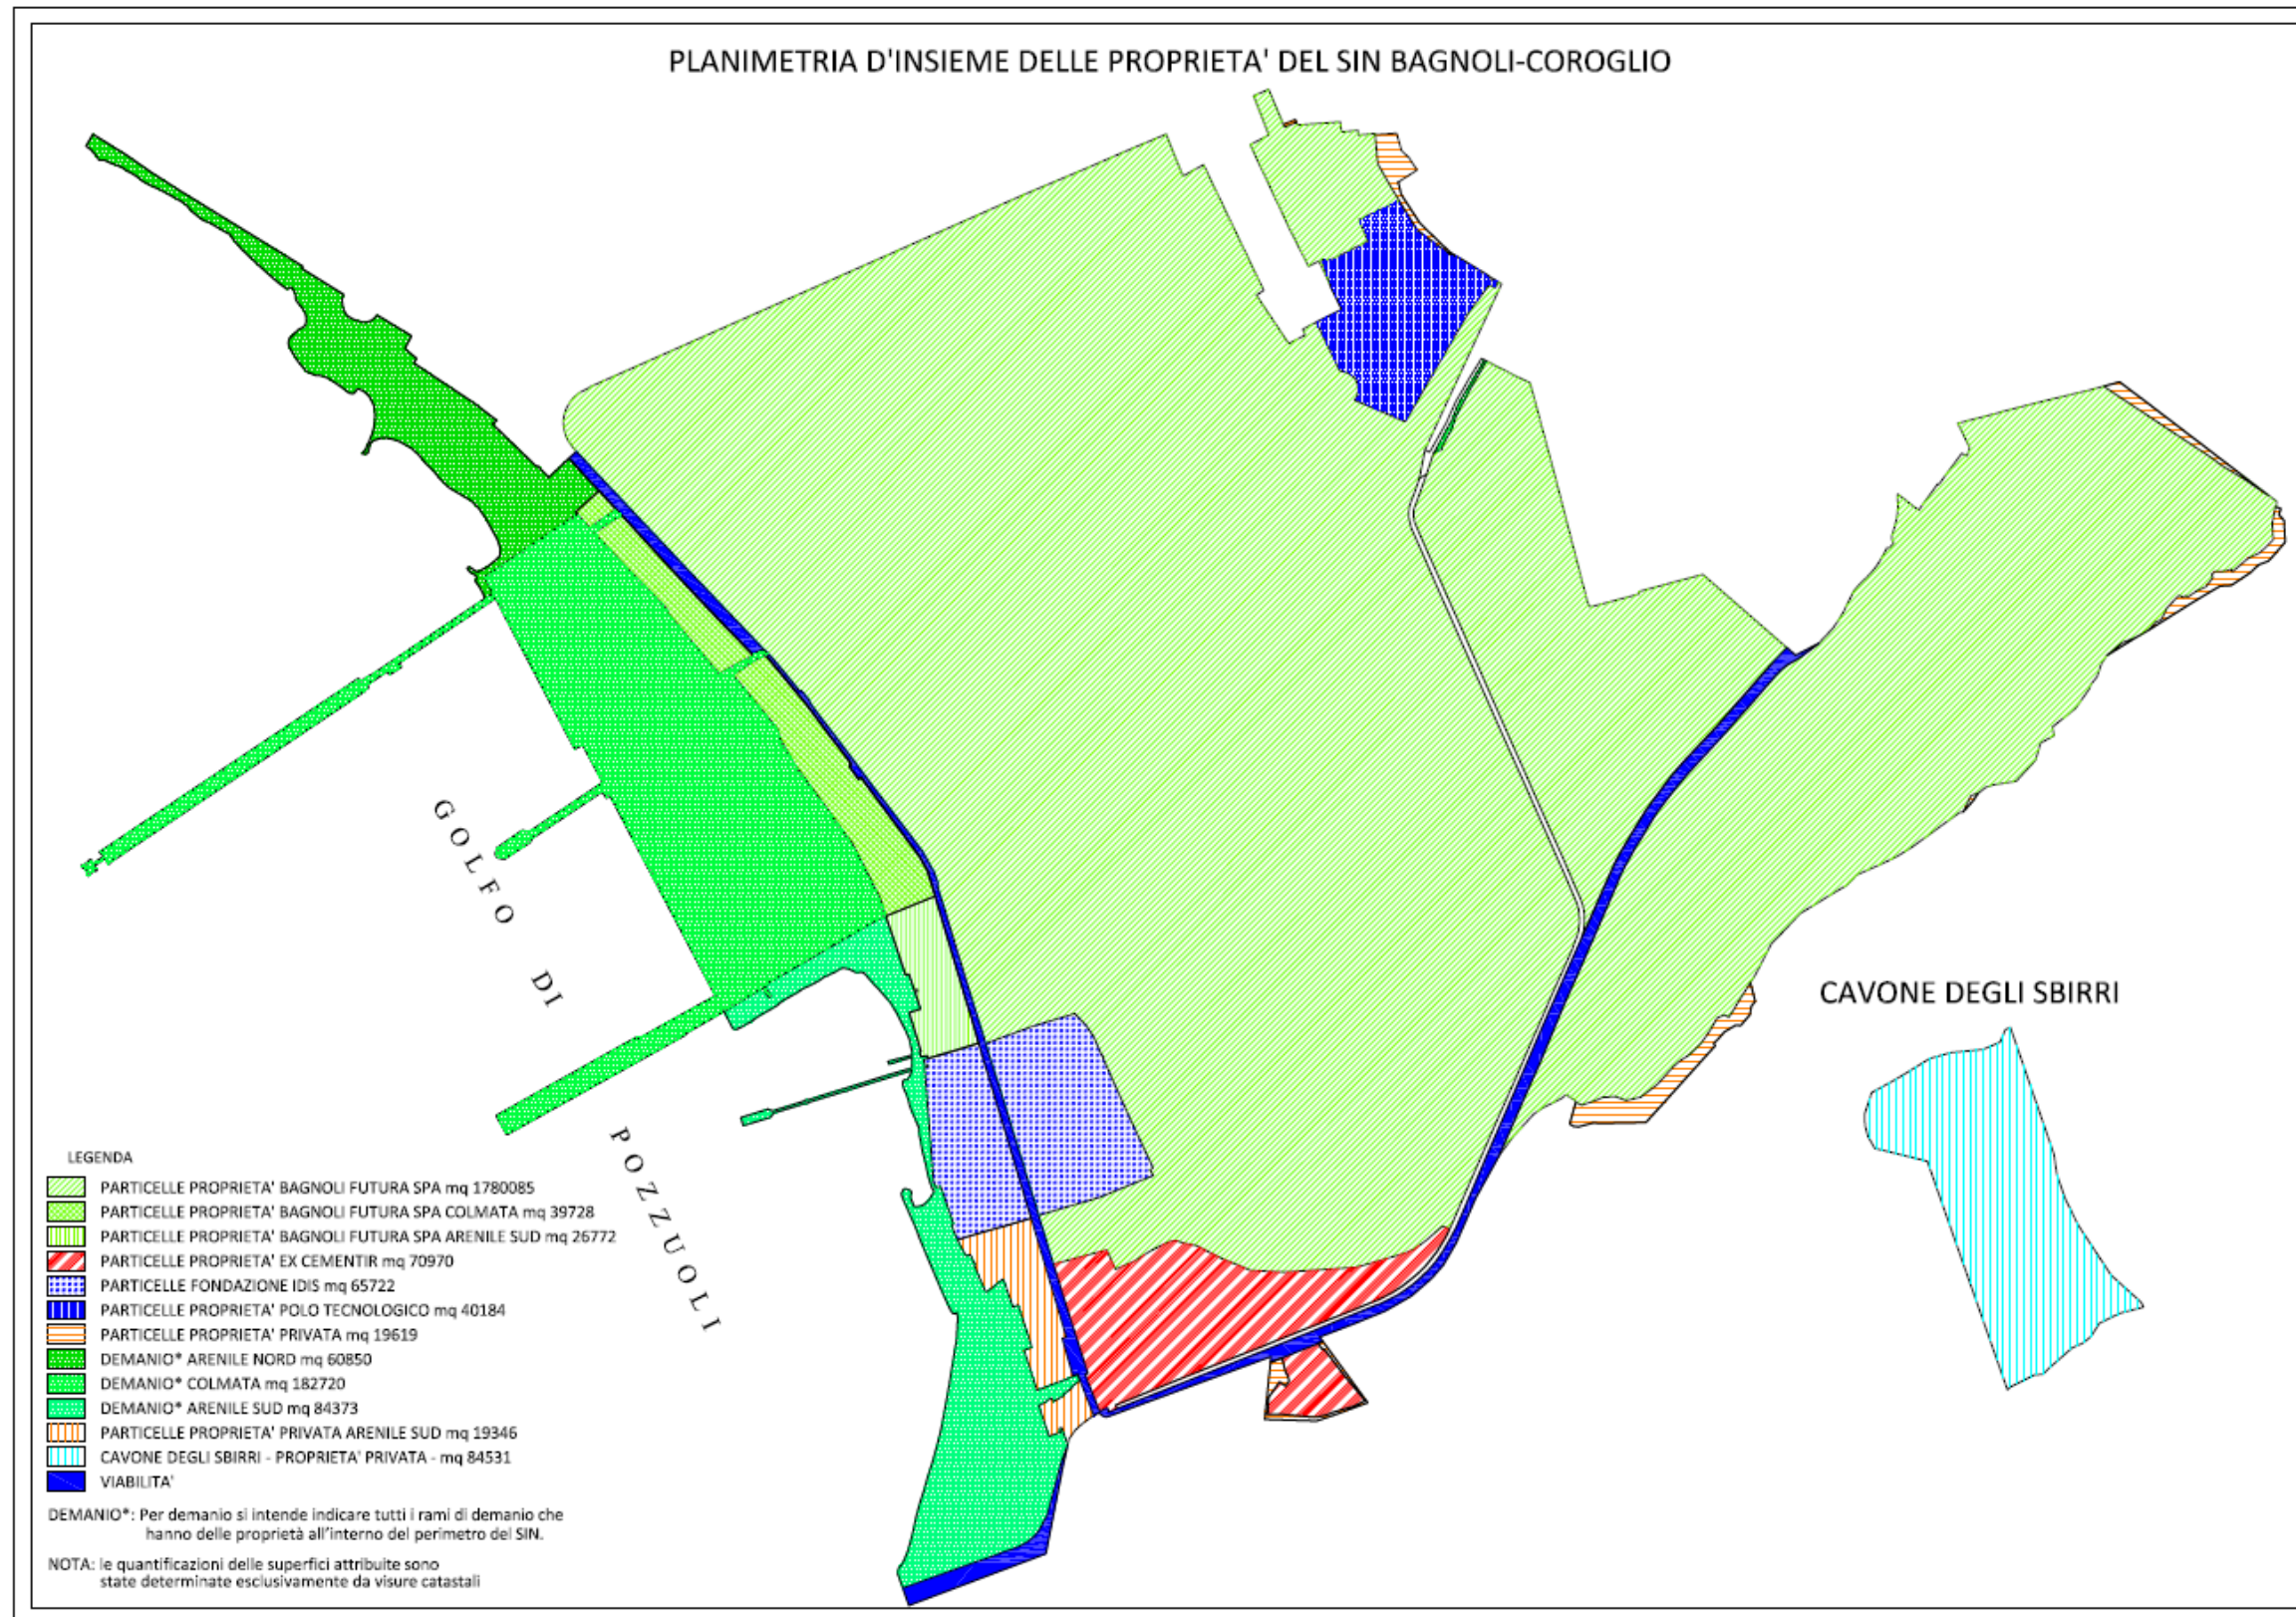 PLANIMETRIA D'INSIEME DELLE PROPRIETA' DEL SIN BAGNOLI-COROGLIO
GOLFO DI POZZUOLI
CAVONE DEGLI SBIRRI
LEGENDA
PARTICELLE PROPRIETA' BAGNOLI FUTURA SPA mq 1780085
PARTICELLE PROPRIETA' BAGNOLI FUTURA SPA COLMATA mq 39728
PARTICELLE PROPRIETA' BAGNOLI FUTURA SPA ARENILE SUD mq 26772
PARTICELLE PROPRIETA' EX CEMENTIR mq 70970
PARTICELLE FONDAZIONE IDIS mq 65722
PARTICELLE PROPRIETA' POLO TECNOLOGICO mq 40184
PARTICELLE PROPRIETA' PRIVATA mq 19619
DEMANIO* ARENILE NORD mq 60850
DEMANIO* COLMATA mq 182720
DEMANIO* ARENILE SUD mq 84373
PARTICELLE PROPRIETA' PRIVATA ARENILE SUD mq 19346
CAVONE DEGLI SBIRRI - PROPRIETA' PRIVATA - mq 84531
VIABILITA'
DEMANIO*: Per demanio si intende indicare tutti i rami di demanio che
hanno delle proprietà all'interno del perimetro del SIN.
NOTA: le quantificazioni delle superfici attribuite sono
state determinate esclusivamente da visure catastali